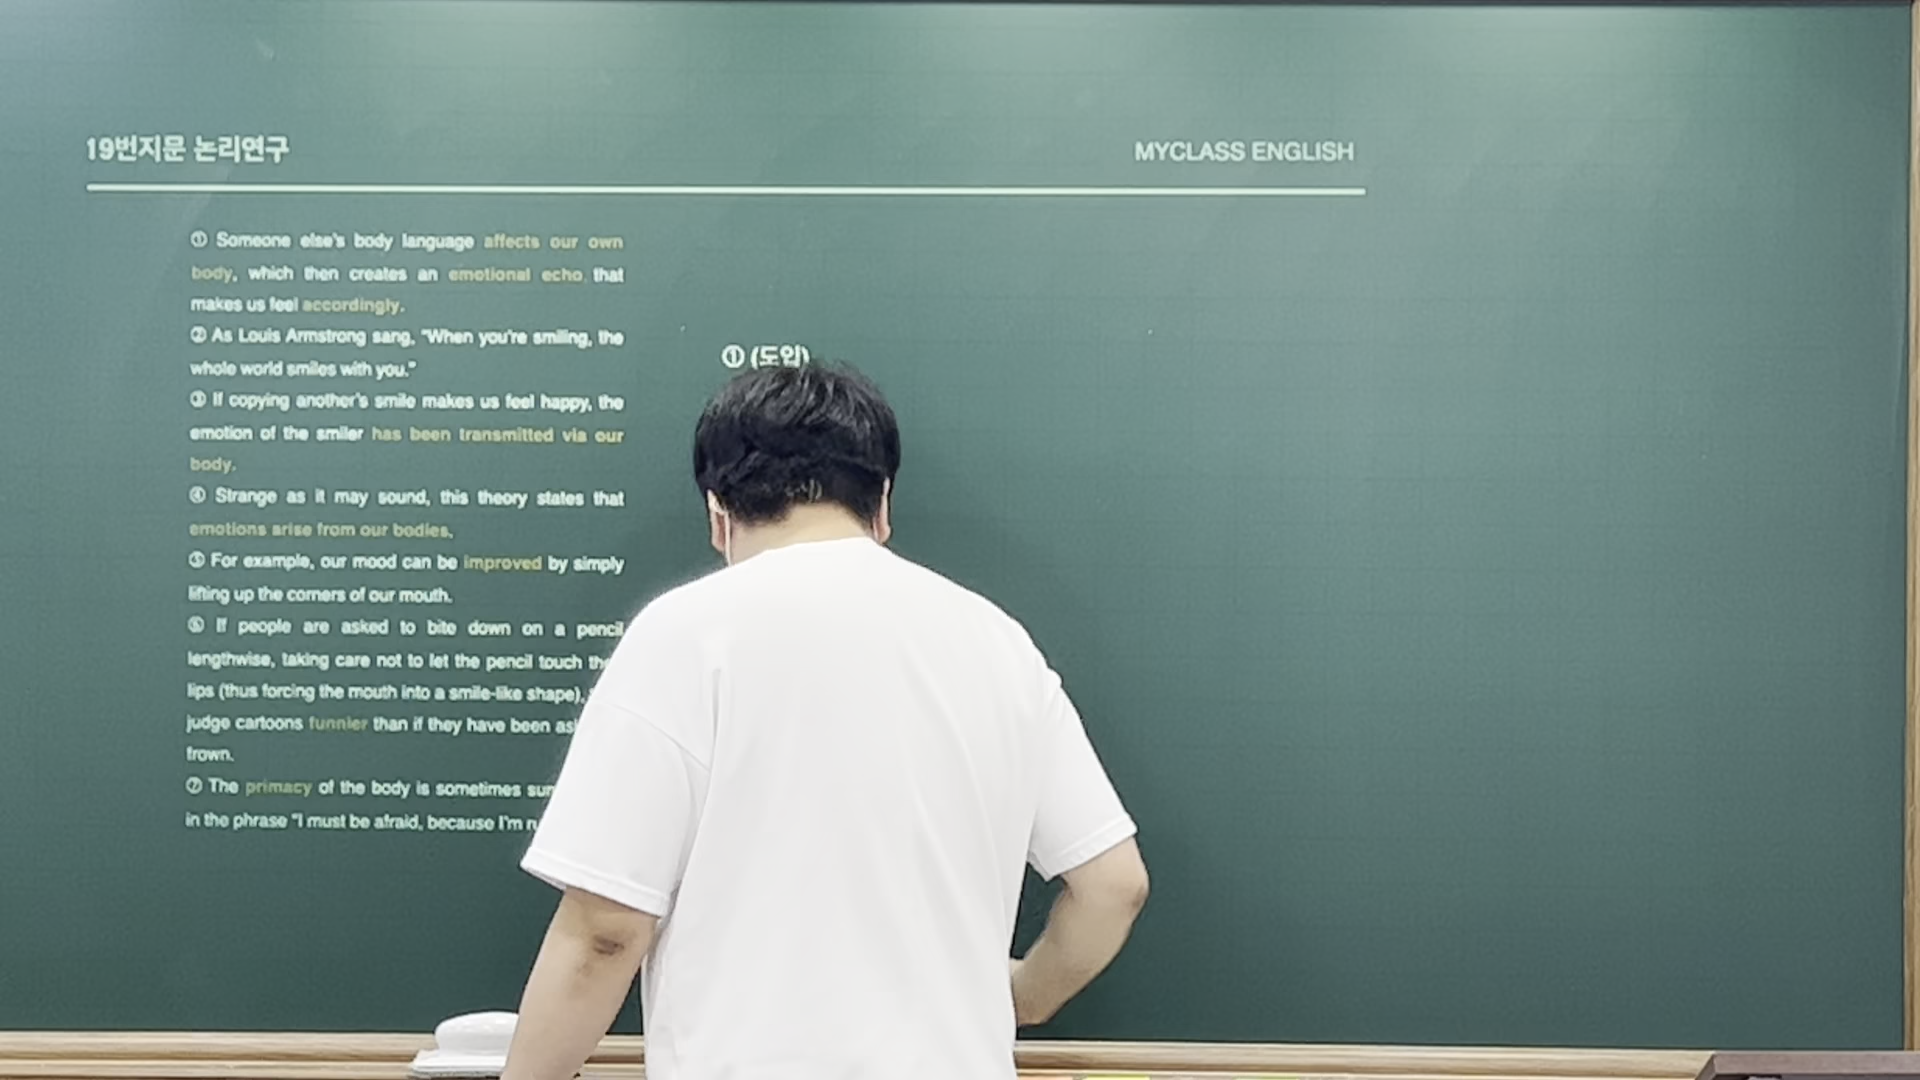 19번지문 논리연구
MYCLASS ENGLISH
① Someone else's body language affects our own
body, which then creates an emotional echo that
makes us feel accordingly.
② As Louis Armstrong sang, "When you're smiling, the
whole world smiles with you."
③ If copying another's smile makes us feel happy, the
emotion of the smiler has been transmitted via our
body.
④ Strange as it may sound, this theory states that
emotions arise from our bodies.
⑤ For example, our mood can be improved by simply
lifting up the corners of our mouth.
⑥ If people are asked to bite down on a pencil
lengthwise, taking care not to let the pencil touch
lips (thus forcing the mouth into a smile-like shape),
judge cartoons funnier than if they have been
frown.
⑦ The primacy of the body is sometimes
in the phrase "I must be afraid, because I'm
① (도입)